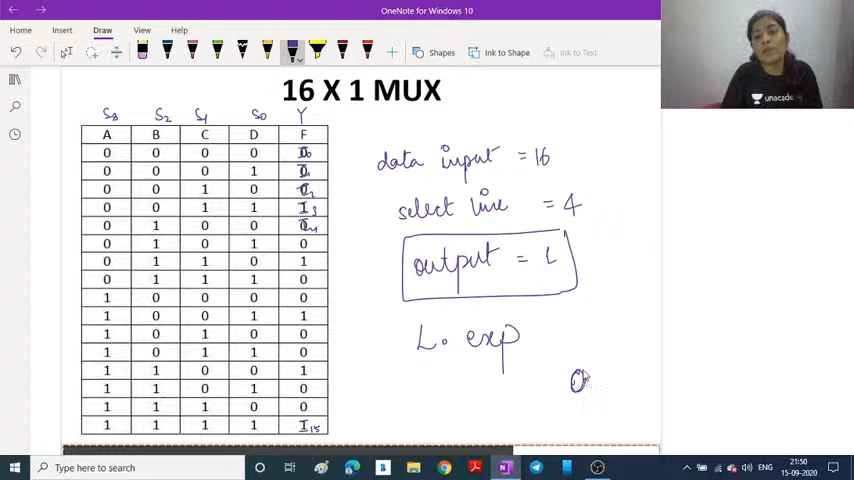 OneNote for Windows 10
Home Insert Draw View Help
Shapes Ink to Shape Ink to Text
unacademy
16 X 1 MUX
S3 S2 S1 S0 Y
A B C D F
0 0 0 0 I0
0 0 0 1 I1
0 0 1 0 I2
0 0 1 1 I3
0 1 0 0 I4
0 1 0 1 0
0 1 1 0 1
0 1 1 1 0
1 0 0 0 0
1 0 0 1 1
1 0 1 0 0
1 0 1 1 0
1 1 0 0 1
1 1 0 1 0
1 1 1 0 0
1 1 1 1 I15
data input = 16
select line = 4
output = 1
L. exp
Type here to search
ENG
21:50
15-09-2020